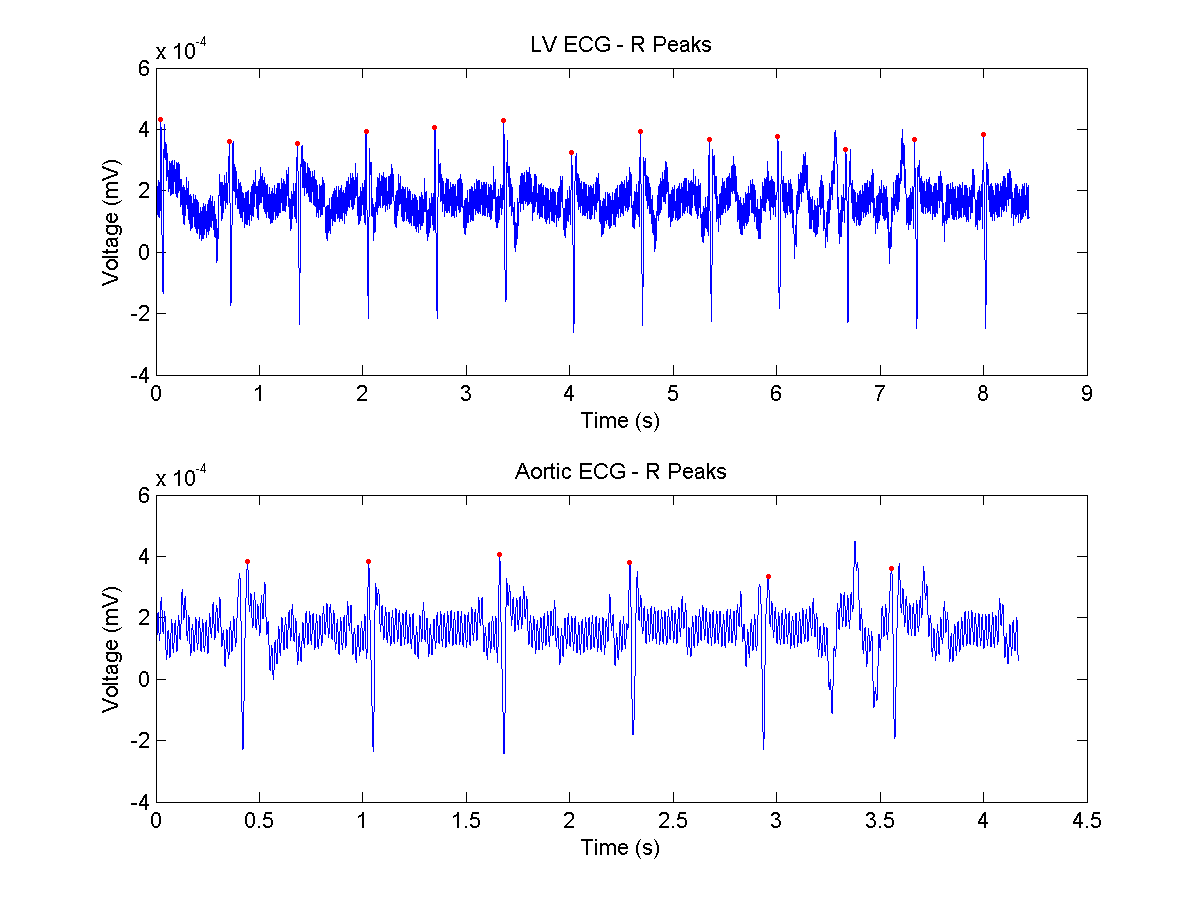 LV ECG - R Peaks
x 10^-4
6
4
2
0
-2
-4
Voltage (mV)
0 1 2 3 4 5 6 7 8 9
Time (s)
Aortic ECG - R Peaks
x 10^-4
6
4
2
0
-2
-4
Voltage (mV)
0 0.5 1 1.5 2 2.5 3 3.5 4 4.5
Time (s)